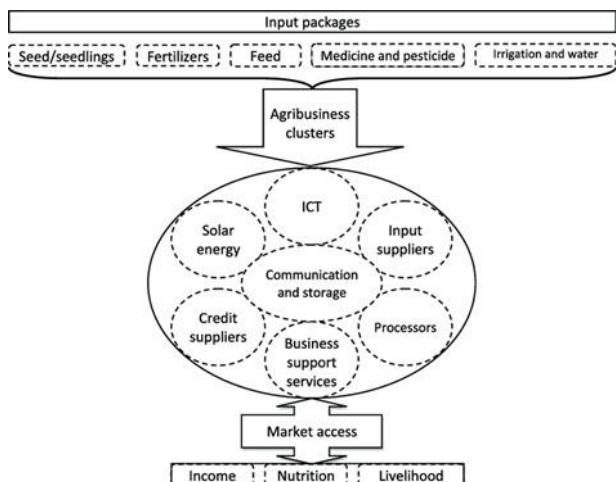 Input packages
Seed/seedlings Fertilizers Feed Medicine and pesticide Irrigation and water
Agribusiness
clusters
ICT
Solar
energy
Input
suppliers
Communication
and storage
Credit
suppliers
Processors
Business
support
services
Market access
Income Nutrition Livelihood